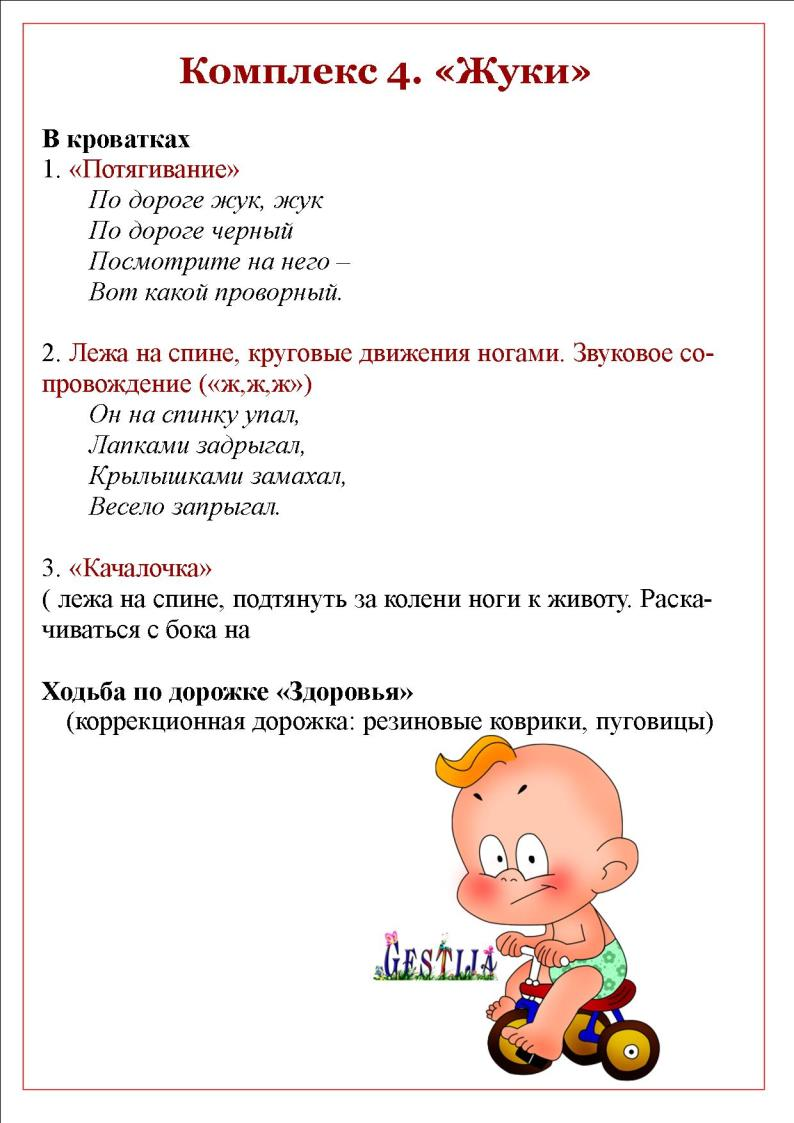 Комплекс 4. «Жуки»
В кроватках
1. «Потягивание»
По дороге жук, жук
По дороге черный
Посмотрите на него –
Вот какой проворный.
2. Лежа на спине, круговые движения ногами. Звуковое со-
провождение («ж,ж,ж»)
Он на спинку упал,
Лапками задрыгал,
Крылышками замахал,
Весело запрыгал.
3. «Качалочка»
( лежа на спине, подтянуть за колени ноги к животу. Раска-
чиваться с бока на
Ходьба по дорожке «Здоровья»
(коррекционная дорожка: резиновые коврики, пуговицы)
GESTLIA